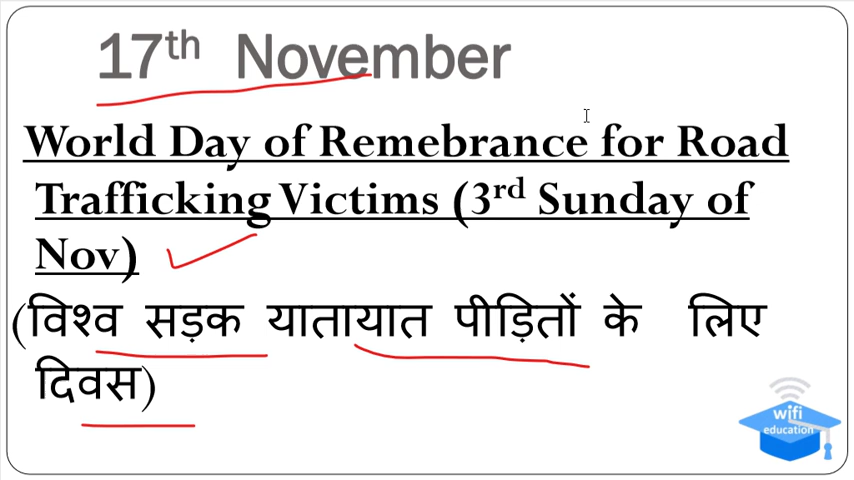 17th November
World Day of Remebrance for Road
Trafficking Victims (3rd Sunday of
Nov)
(विश्व सड़क यातायात पीड़ितों के लिए
दिवस)
wifi
education